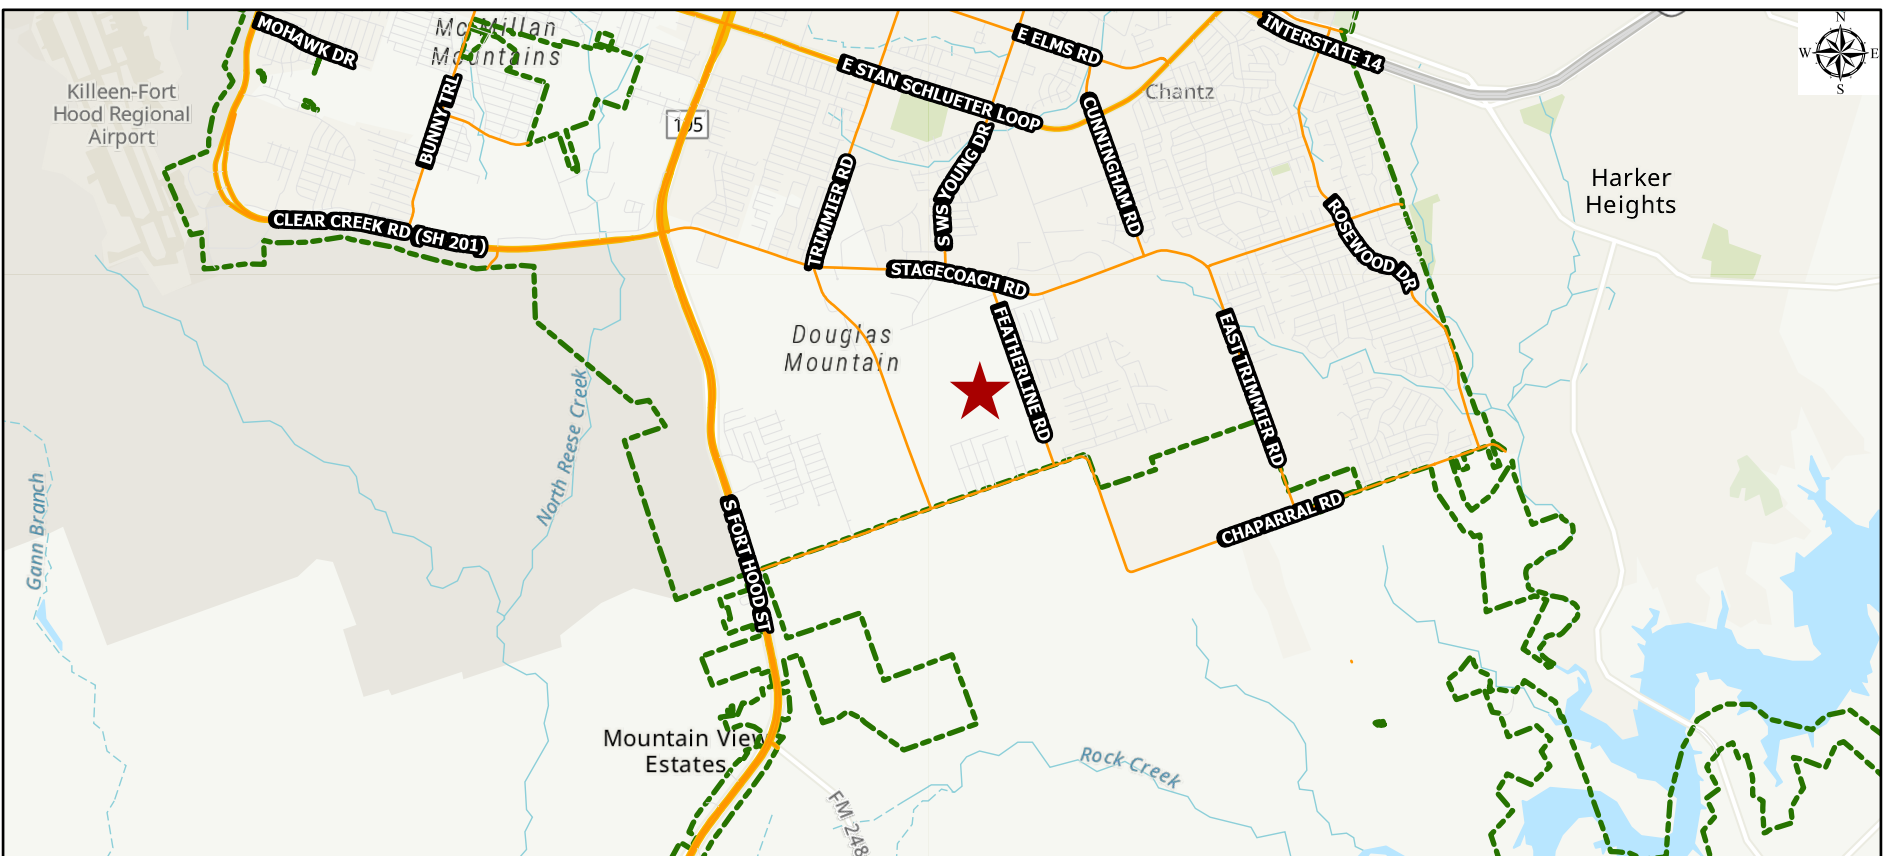 MOHAWK DR
McMillan
Mountains
E ELMS RD
INTERSTATE 14
N
W
E
S
Killeen-Fort
Hood Regional
Airport
BUNNY TRL
E STAN SCHLUETER LOOP
Chantz
CUNNINGHAM RD
S WS YOUNG DR
TRIMMIER RD
Harker
Heights
CLEAR CREEK RD (SH 201)
ROSEWOOD DR
STAGECOACH RD
Douglas
Mountain
FEATHERLINE RD
EAST TRIMMIER RD
North Reese Creek
Gann Branch
S FORT HOOD ST
CHAPARRAL RD
Mountain View
Estates
Rock Creek
FM 248